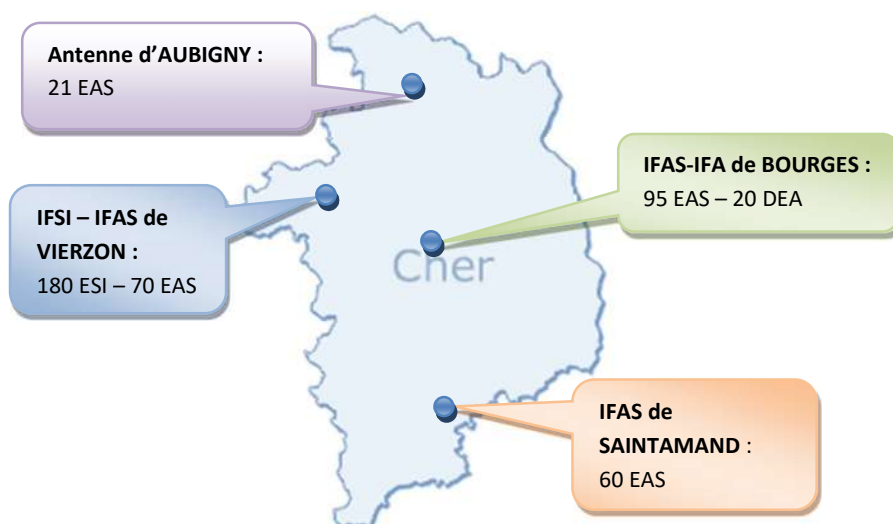 Antenne d’AUBIGNY :
21 EAS
IFAS-IFA de BOURGES :
95 EAS – 20 DEA
IFSI – IFAS de
VIERZON :
180 ESI – 70 EAS
Cher
IFAS de
SAINTAMAND :
60 EAS